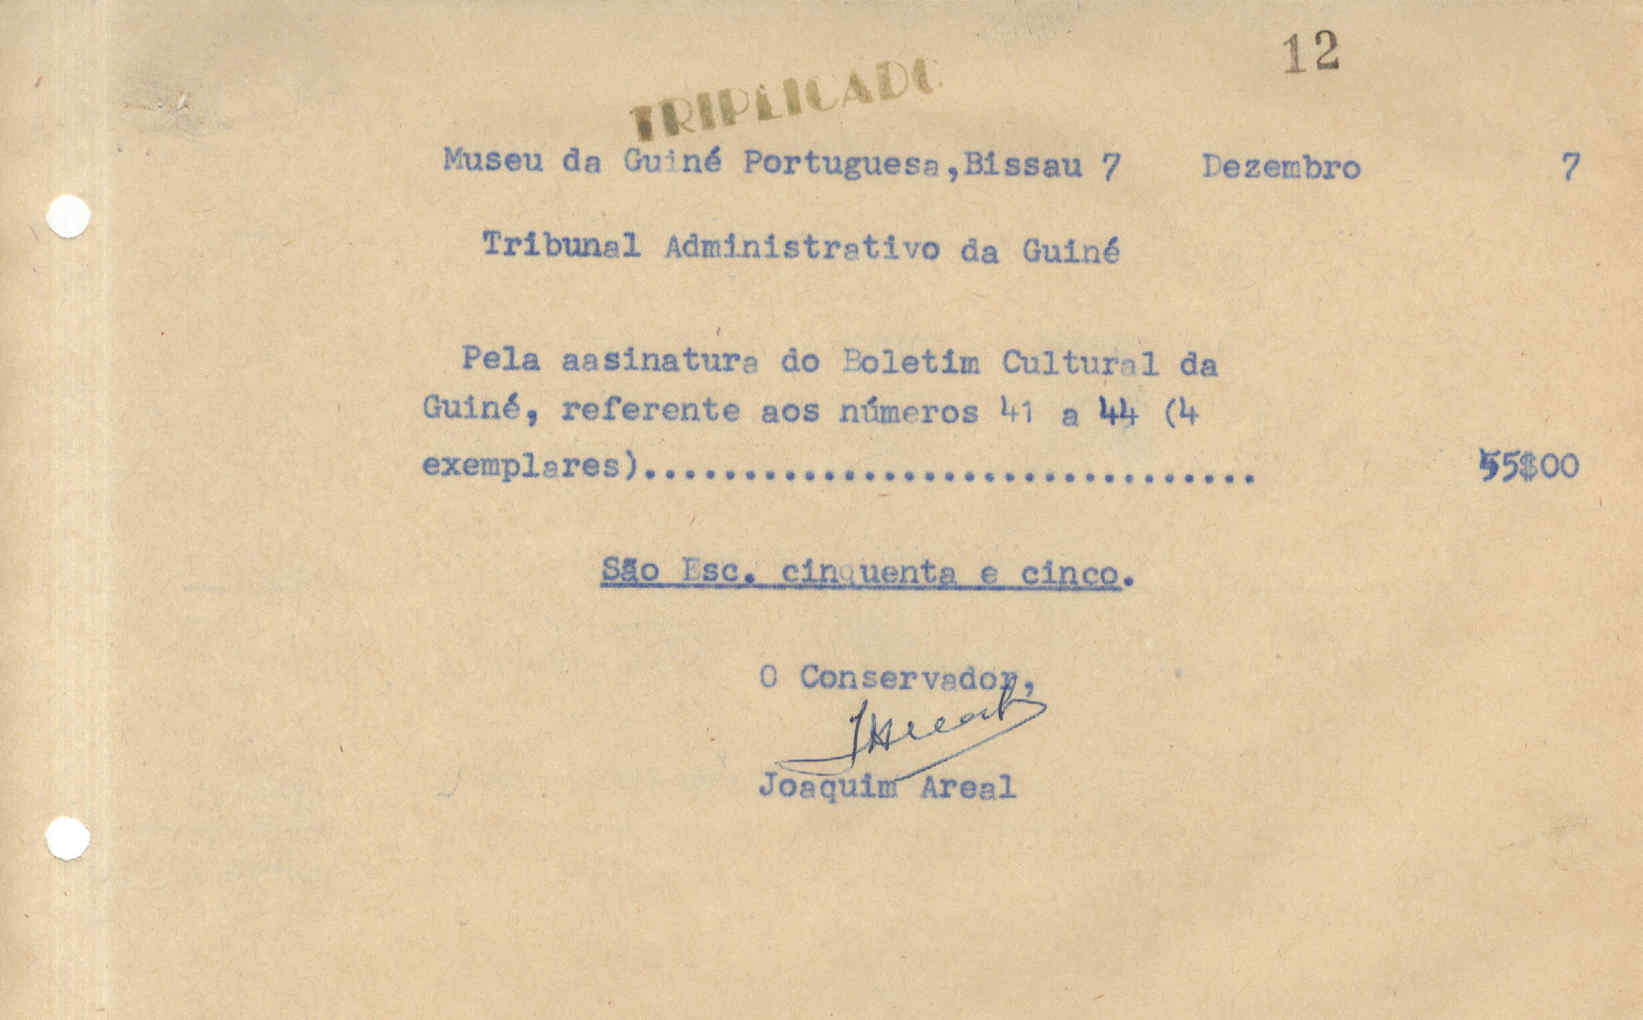 12
TRIPLICADO
Museu da Guiné Portuguesa,Bissau 7 Dezembro 7
Tribunal Administrativo da Guiné
Pela aasinatura do Boletim Cultural da
Guiné, referente aos números 41 a 44 (4
exemplares)............................... 55$00
São Esc. cinquenta e cinco.
O Conservador,
JAreal
Joaquim Areal